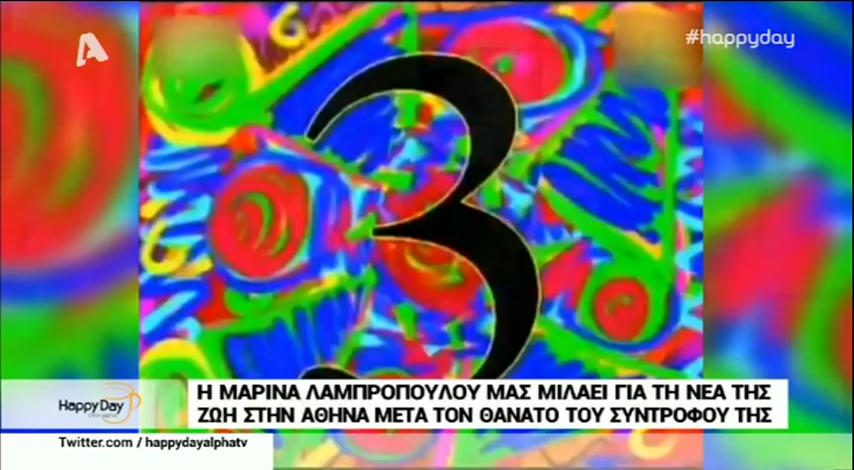 A
#happyday
3
Η ΜΑΡΙΝΑ ΛΑΜΠΡΟΠΟΥΛΟΥ ΜΑΣ ΜΙΛΑΕΙ ΓΙΑ ΤΗ ΝΕΑ ΤΗΣ
ΖΩΗ ΣΤΗΝ ΑΘΗΝΑ ΜΕΤΑ ΤΟΝ ΘΑΝΑΤΟ ΤΟΥ ΣΥΝΤΡΟΦΟΥ ΤΗΣ
Happy Day
Twitter.com / happydayalphatv